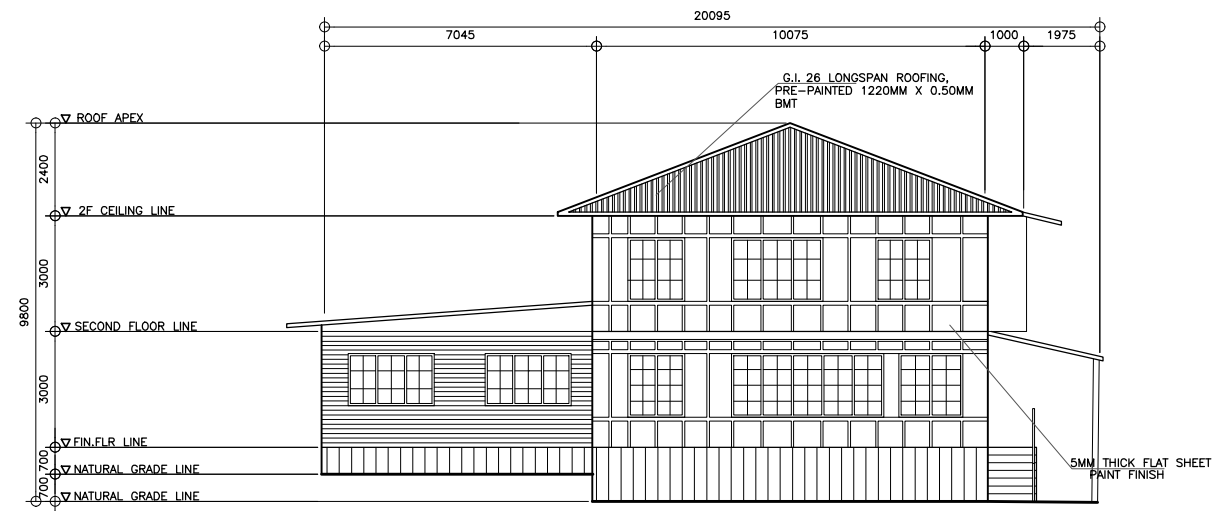 20095
7045
10075
1000
1975
G.I. 26 LONGSPAN ROOFING,
PRE-PAINTED 1220MM X 0.50MM
BMT
ROOF APEX
2400
2F CEILING LINE
3000
9800
SECOND FLOOR LINE
3000
FIN.FLR LINE
700
NATURAL GRADE LINE
700
NATURAL GRADE LINE
5MM THICK FLAT SHEET
PAINT FINISH